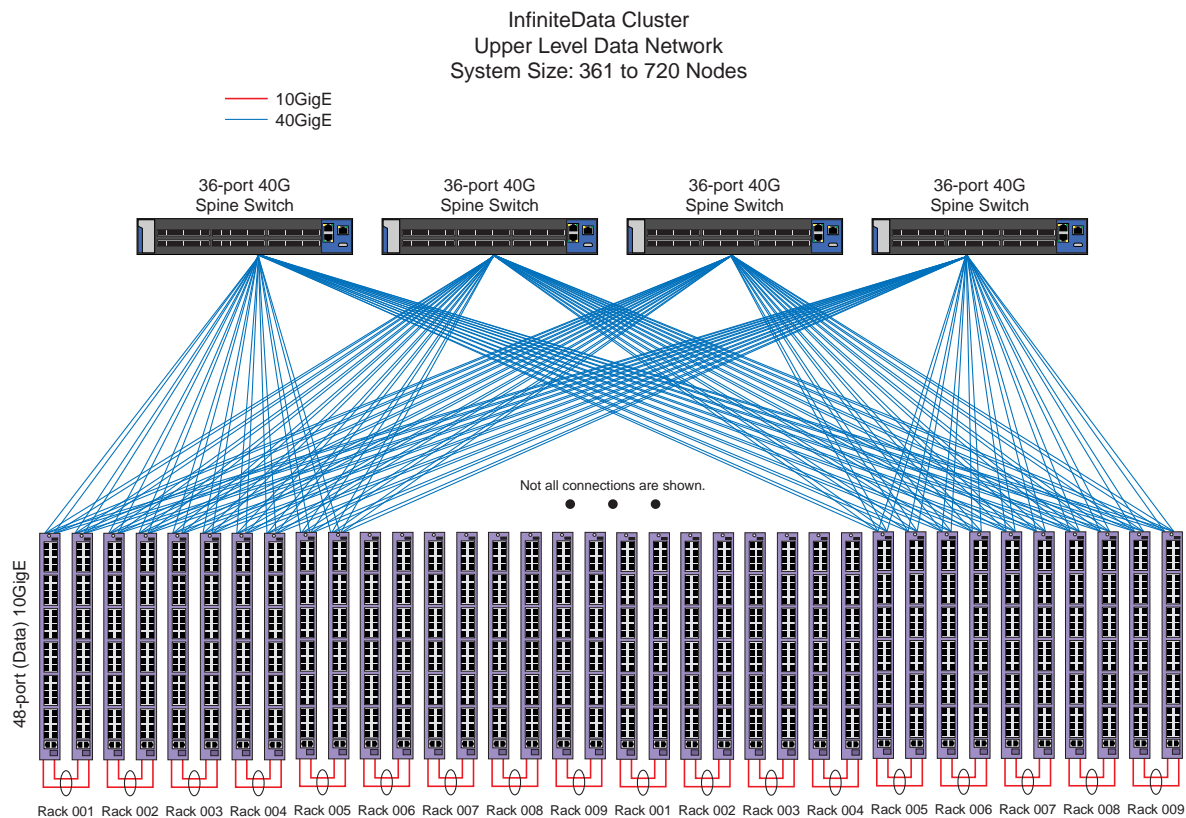 InfiniteData Cluster
Upper Level Data Network
System Size: 361 to 720 Nodes
10GigE
40GigE
36-port 40G
Spine Switch
36-port 40G
Spine Switch
36-port 40G
Spine Switch
36-port 40G
Spine Switch
Not all connections are shown.
48-port (Data) 10GigE
Rack 001 Rack 002 Rack 003 Rack 004 Rack 005 Rack 006 Rack 007 Rack 008 Rack 009 Rack 001 Rack 002 Rack 003 Rack 004 Rack 005 Rack 006 Rack 007 Rack 008 Rack 009